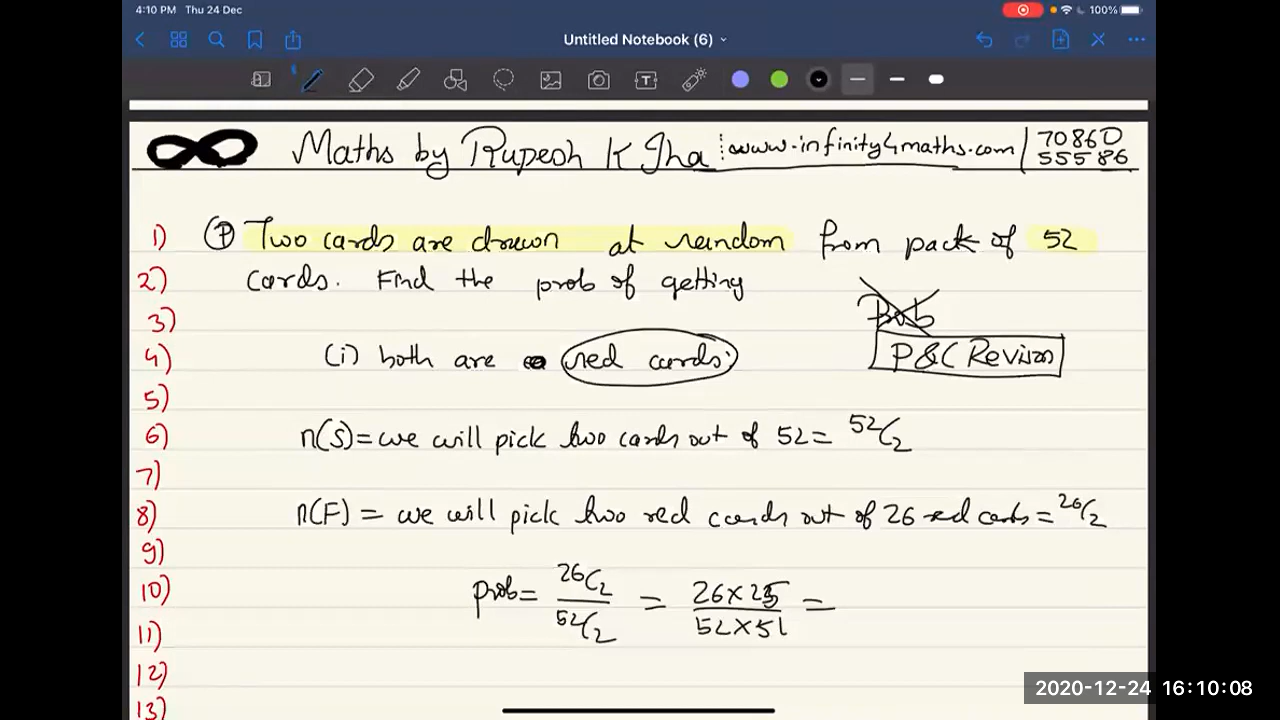 4:10 PM Thu 24 Dec
100%
Untitled Notebook (6)
Maths by Rupesh K Jha www.infinity4maths.com 70860 55586
1) (P) Two cards are drawn at random from pack of 52
2) cards. Find the prob of getting
3) Prob
4) (i) both are red cards. P&C Revison
5)
6) n(S) = we will pick two cards out of 52 = 52C2
7)
8) n(F) = we will pick two red cards out of 26 red cards = 26C2
9)
10) prob = 26C2/52C2 = 26×25/52×51 =
11)
12)
13)
2020-12-24 16:10:08